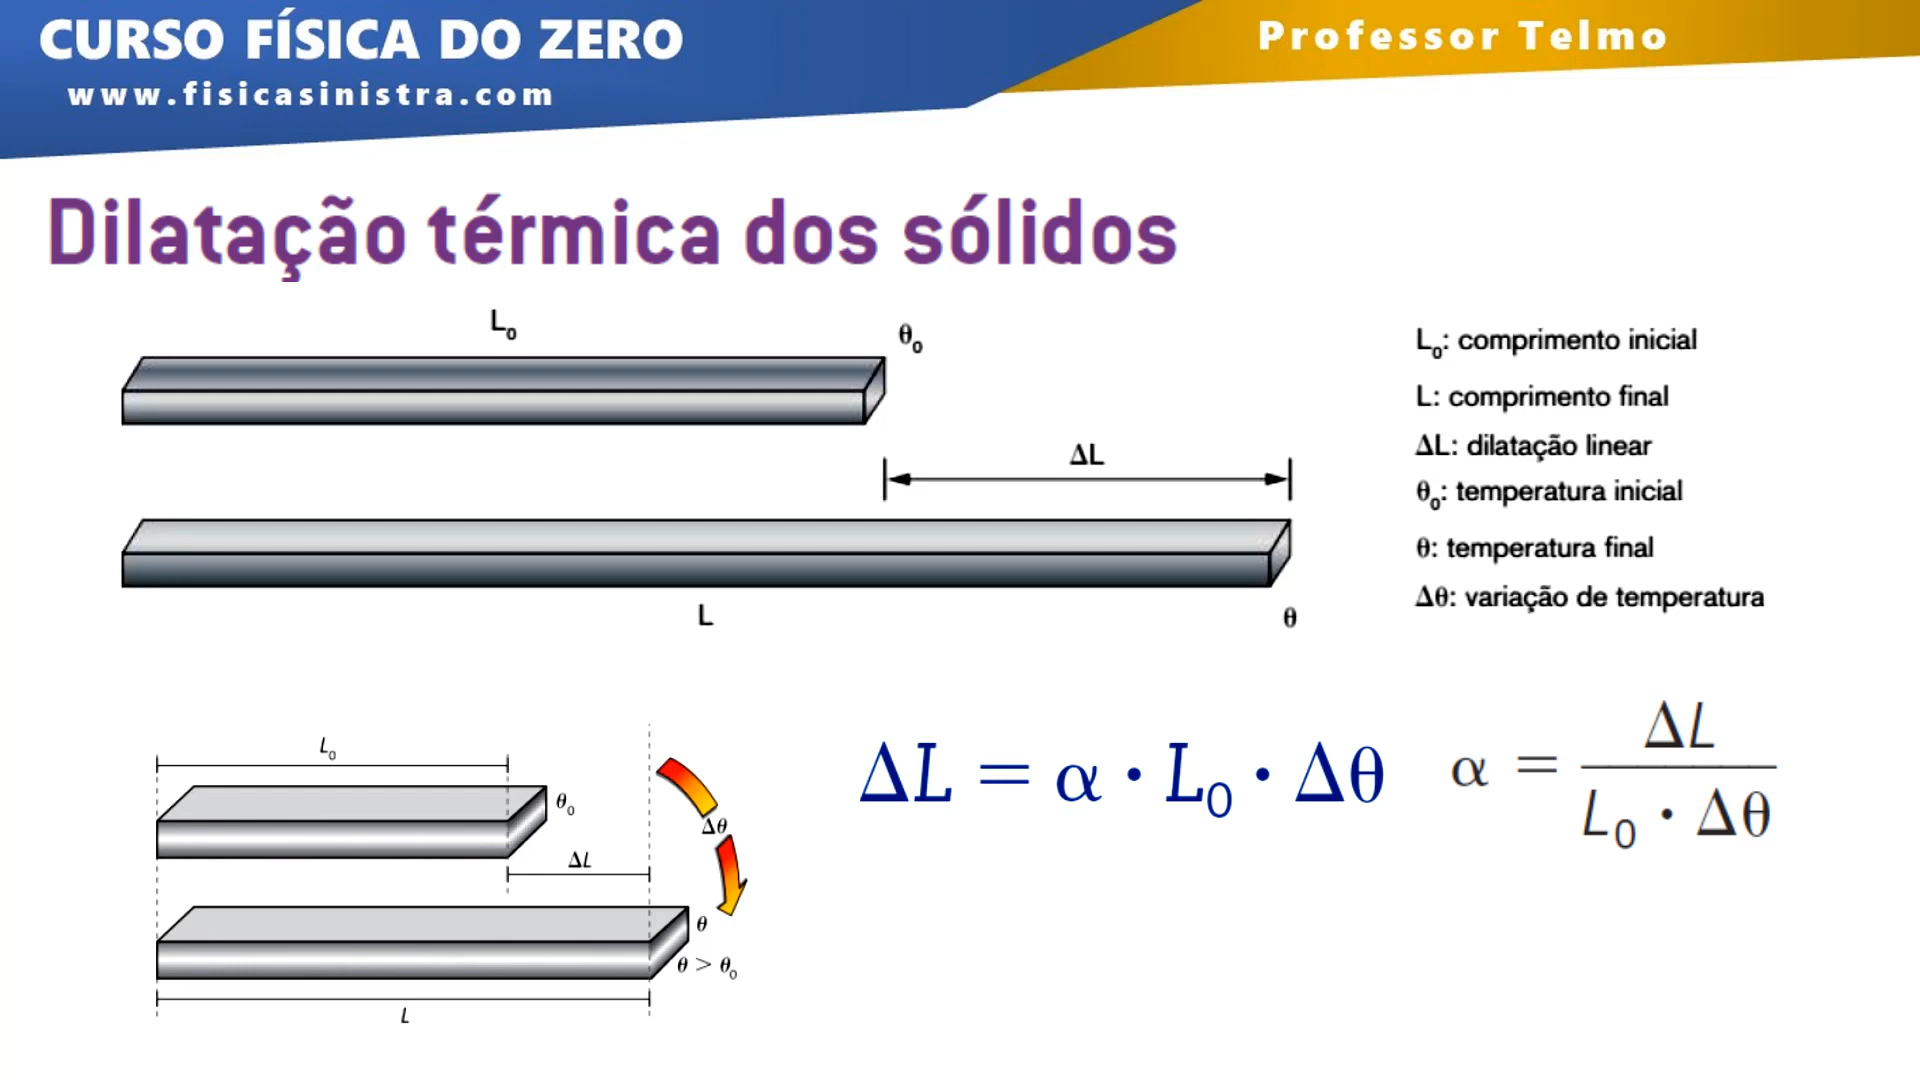 CURSO FÍSICA DO ZERO
www.fisicasinistra.com
Professor Telmo
Dilatação térmica dos sólidos
L₀
θ₀
ΔL
L
θ
L₀: comprimento inicial
L: comprimento final
ΔL: dilatação linear
θ₀: temperatura inicial
θ: temperatura final
Δθ: variação de temperatura
L₀
θ₀
Δθ
ΔL
θ
θ > θ₀
L
ΔL = α · L₀ · Δθ
α = ΔL / L₀ · Δθ